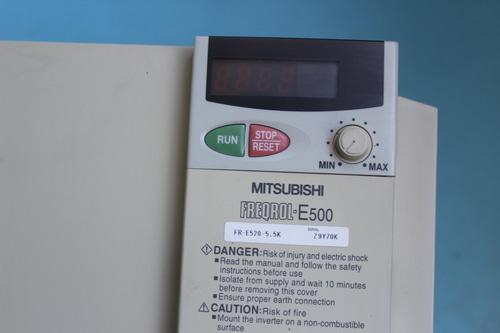 RUN
STOP
RESET
MIN MAX
MITSUBISHI
FREQROL-E500
FR-E520-5.5K SERIAL Z9Y70K
DANGER: Risk of injury and electric shock
■ Read the manual and follow the safety
instructions before use
■ Isolate from supply and wait 10 minutes
before removing this cover
■ Ensure proper earth connection
CAUTION: Risk of fire
■ Mount the inverter on a non-combustible
surface